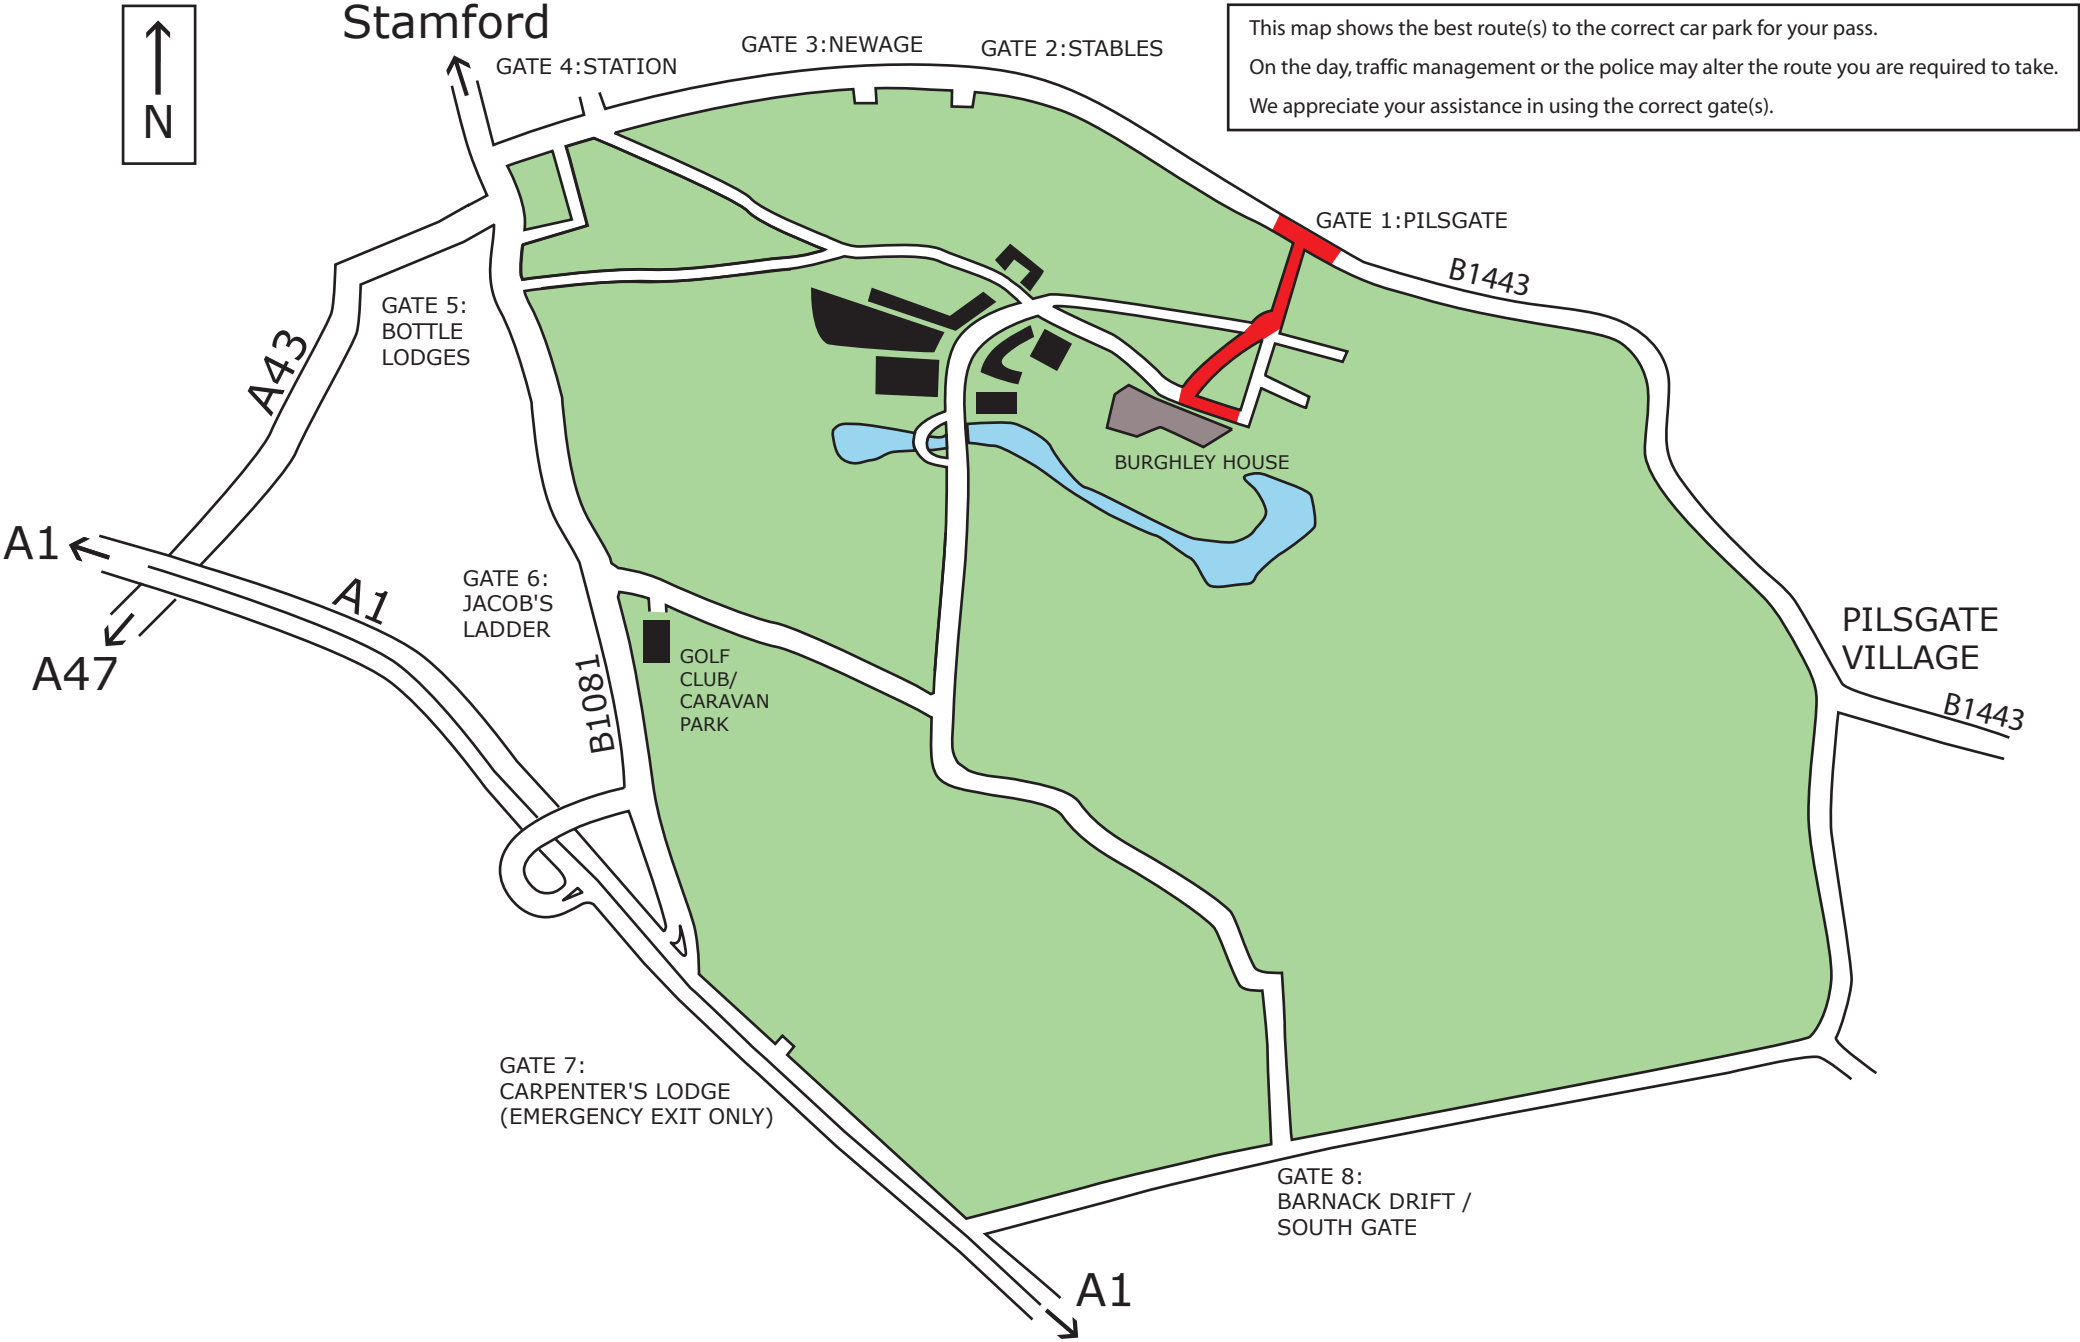 Stamford
N
GATE 4:STATION
GATE 3:NEWAGE
GATE 2:STABLES
This map shows the best route(s) to the correct car park for your pass.
On the day, traffic management or the police may alter the route you are required to take.
We appreciate your assistance in using the correct gate(s).
GATE 1:PILSGATE
B1443
GATE 5:
BOTTLE
LODGES
A43
BURGHLEY HOUSE
A1
A1
GATE 6:
JACOB'S
LADDER
A47
B1081
GOLF
CLUB/
CARAVAN
PARK
PILSGATE
VILLAGE
B1443
GATE 7:
CARPENTER'S LODGE
(EMERGENCY EXIT ONLY)
GATE 8:
BARNACK DRIFT /
SOUTH GATE
A1